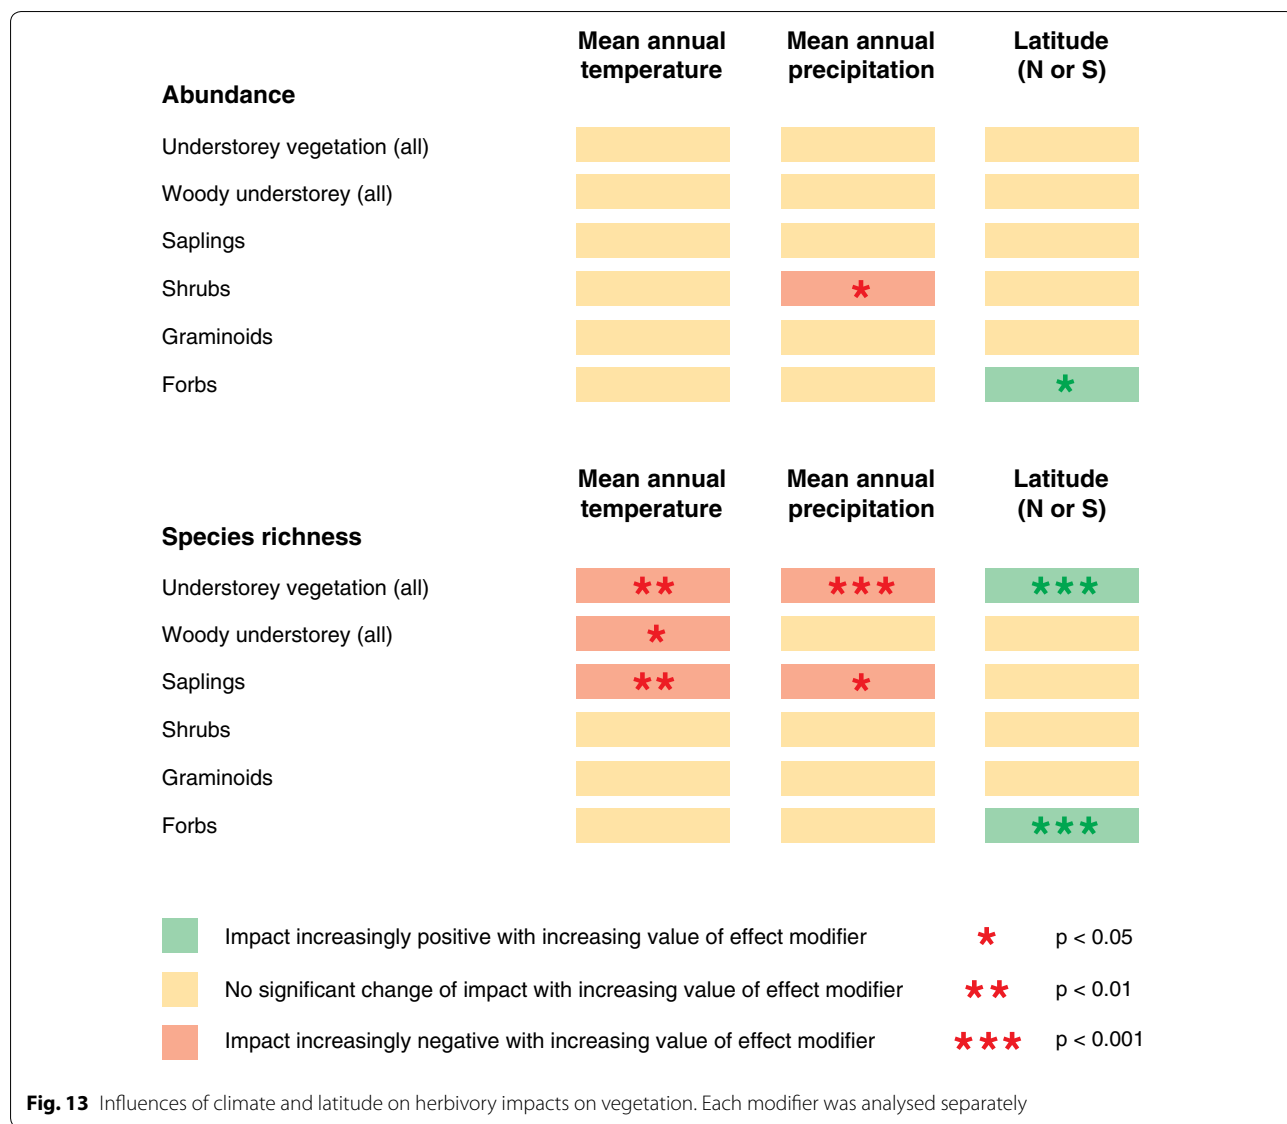 Mean annual temperature Mean annual precipitation Latitude (N or S)
Abundance
Understorey vegetation (all)
Woody understorey (all)
Saplings
Shrubs *
Graminoids
Forbs *
Mean annual temperature Mean annual precipitation Latitude (N or S)
Species richness
Understorey vegetation (all) ** *** ***
Woody understorey (all) *
Saplings ** *
Shrubs
Graminoids
Forbs ***
Impact increasingly positive with increasing value of effect modifier * p < 0.05
No significant change of impact with increasing value of effect modifier ** p < 0.01
Impact increasingly negative with increasing value of effect modifier *** p < 0.001
Fig. 13 Influences of climate and latitude on herbivory impacts on vegetation. Each modifier was analysed separately